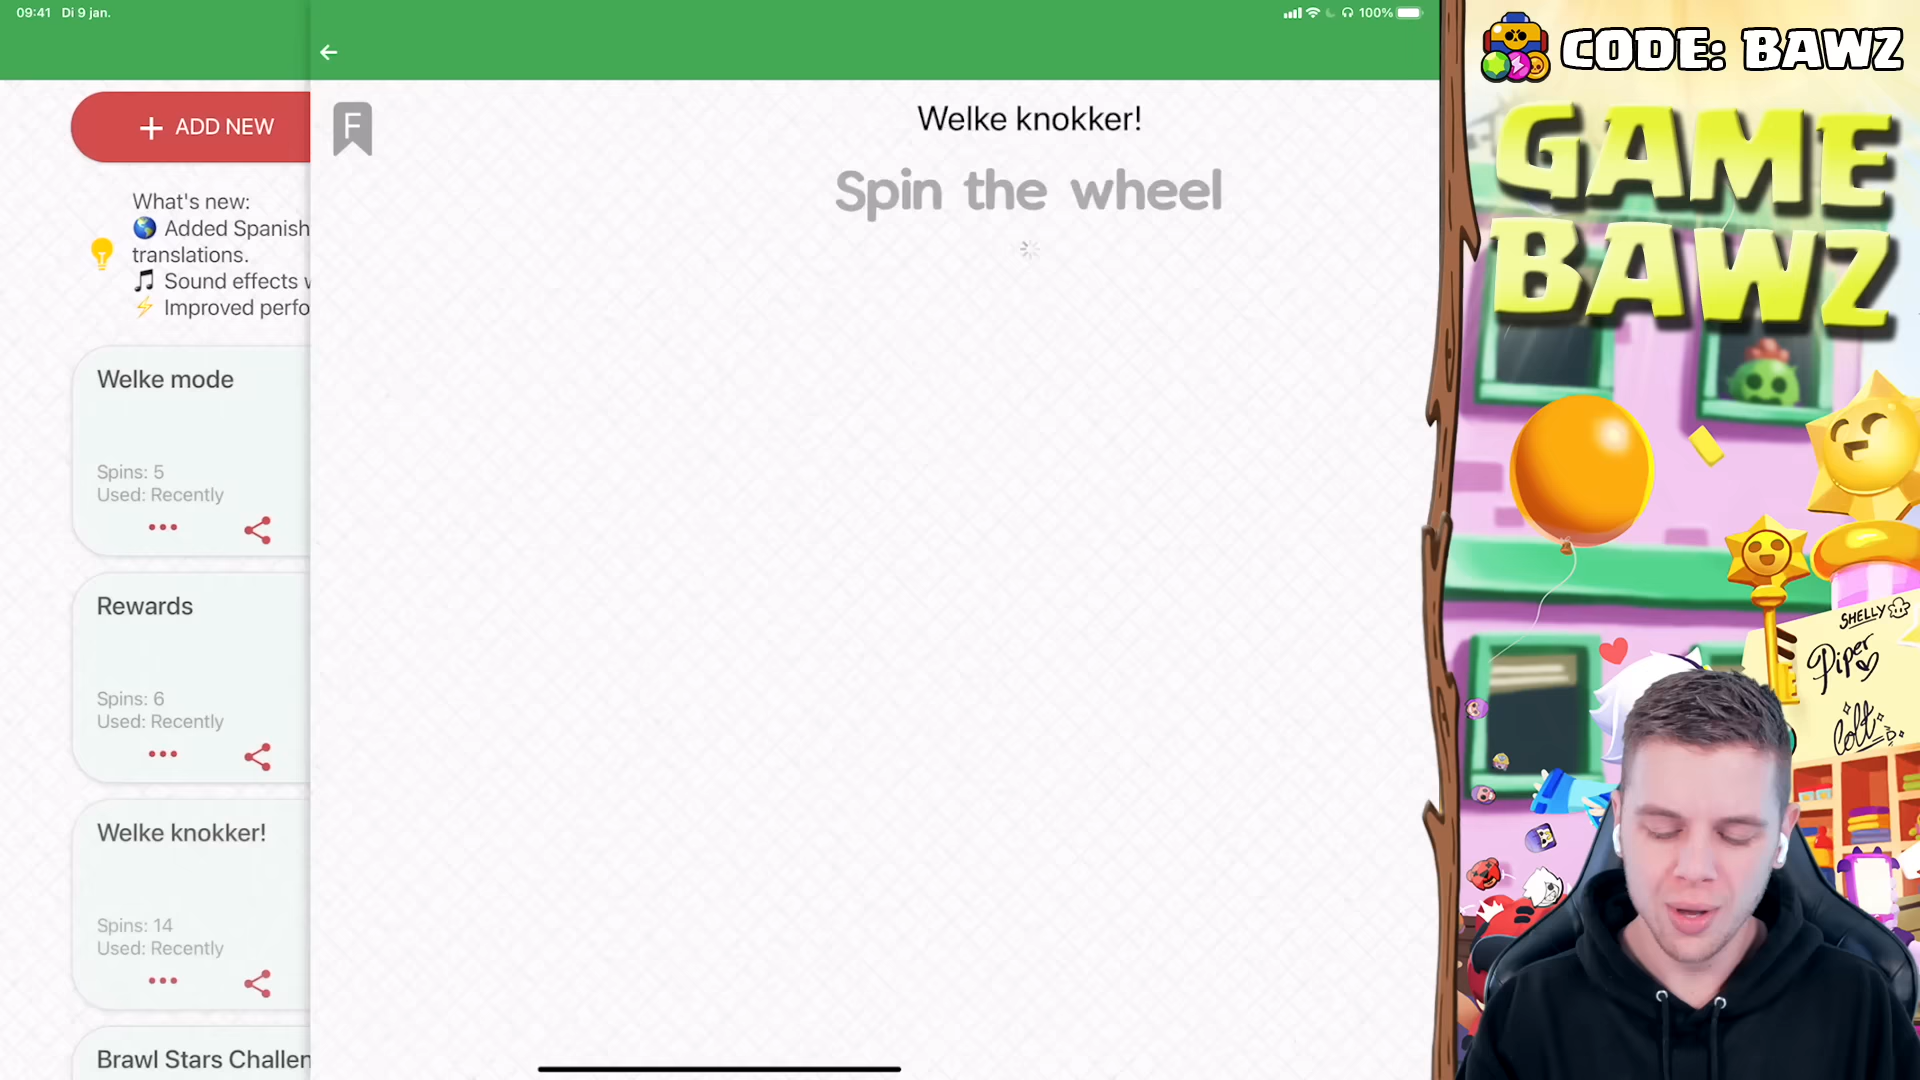 09:41 Di 9 jan.
100%
ADD NEW
What's new:
🌎 Added Spanish
translations.
🎵 Sound effects
⚡ Improved perfo
Welke mode
Spins: 5
Used: Recently
Rewards
Spins: 6
Used: Recently
Welke knokker!
Spins: 14
Used: Recently
Brawl Stars Challen
F
Welke knokker!
Spin the wheel
CODE: BAWZ
GAME
BAWZ
SHELLY
Piper
Colt